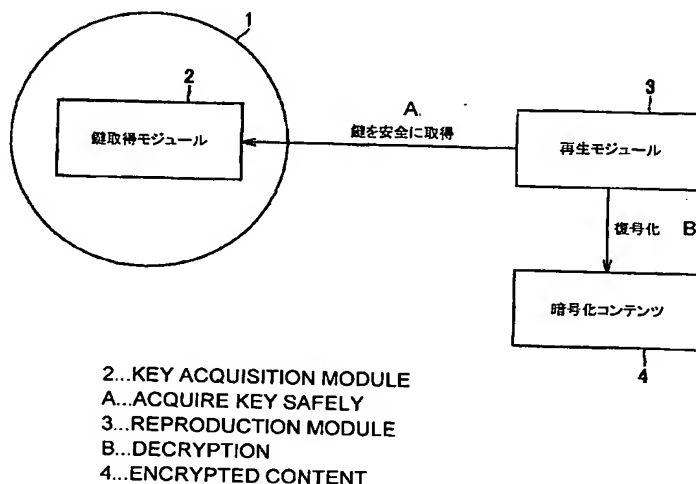 1
2
鍵取得モジュール
A.
鍵を安全に取得
3
再生モジュール
復号化 B
暗号化コンテンツ
4
2...KEY ACQUISITION MODULE
A...ACQUIRE KEY SAFELY
3...REPRODUCTION MODULE
B...DECRYPTION
4...ENCRYPTED CONTENT